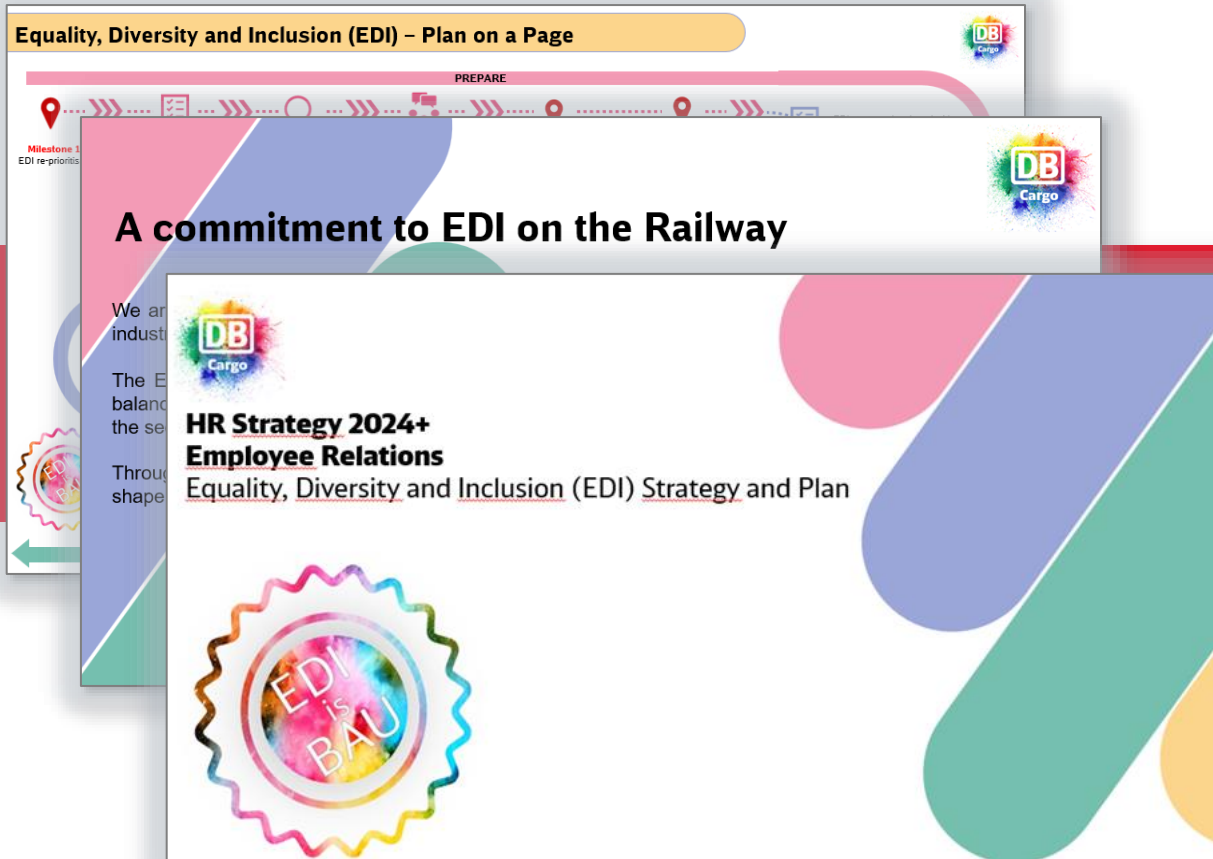 Equality, Diversity and Inclusion (EDI) – Plan on a Page
DB
Cargo
PREPARE
Milestone 1
EDI re-prioritis
DB
Cargo
A commitment to EDI on the Railway
We ar
indust
The E
balanc
the se
Throug
shape
DB
Cargo
HR Strategy 2024+
Employee Relations
Equality, Diversity and Inclusion (EDI) Strategy and Plan
EDI
is
BAU